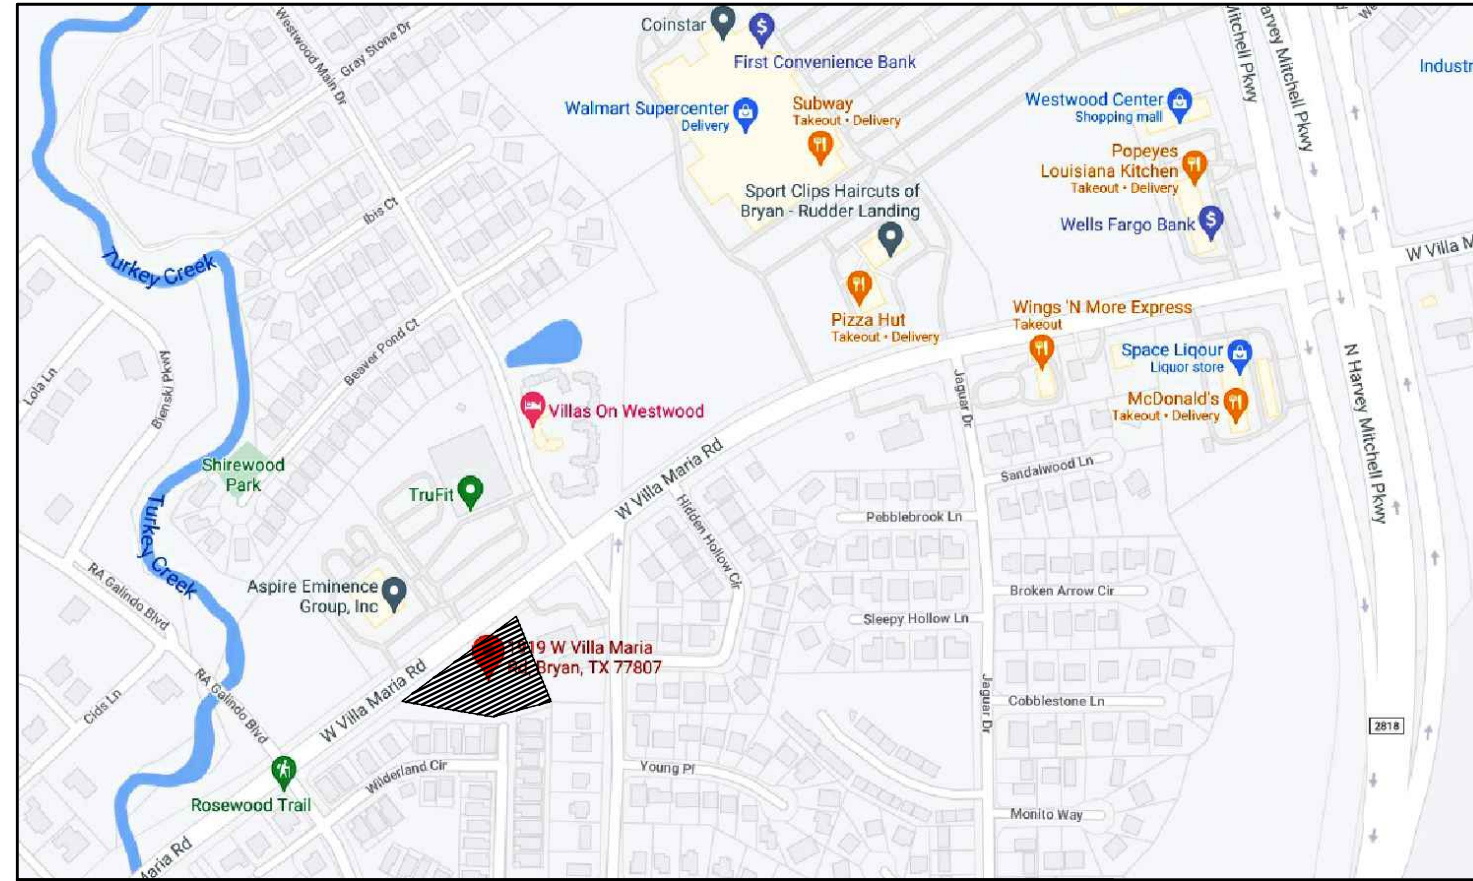 Coinstar
First Convenience Bank
Westwood Main Dr
Gray Stone Dr
Mitchell Pkwy
Harvey Mitchell Pkwy
Industr
Walmart Supercenter
Delivery
Subway
Takeout • Delivery
Westwood Center
Shopping mall
Popeyes
Louisiana Kitchen
Takeout • Delivery
Sport Clips Haircuts of
Bryan - Rudder Landing
Wells Fargo Bank
Ibis Ct
W Villa M
Turkey Creek
Pizza Hut
Takeout • Delivery
Wings 'N More Express
Takeout
Space Liqour
Liquor store
McDonald's
Takeout • Delivery
Beaver Pond Ct
Lola Ln
Bienski Pkwy
Jaguar Dr
N Harvey Mitchell Pkwy
Villas On Westwood
W Villa Maria Rd
Shirewood
Park
Sandalwood Ln
TruFit
Turkey Creek
Hidden Hollow Cir
Pebblebrook Ln
RA Galindo Blvd
Aspire Eminence
Group, Inc
Broken Arrow Cir
Sleepy Hollow Ln
19 W Villa Maria
Bryan, TX 77807
RA Galindo Blvd
Cids Ln
W Villa Maria Rd
Jaguar Dr
Cobblestone Ln
2818
Wilderland Cir
Young Pl
Rosewood Trail
Monito Way
Maria Rd